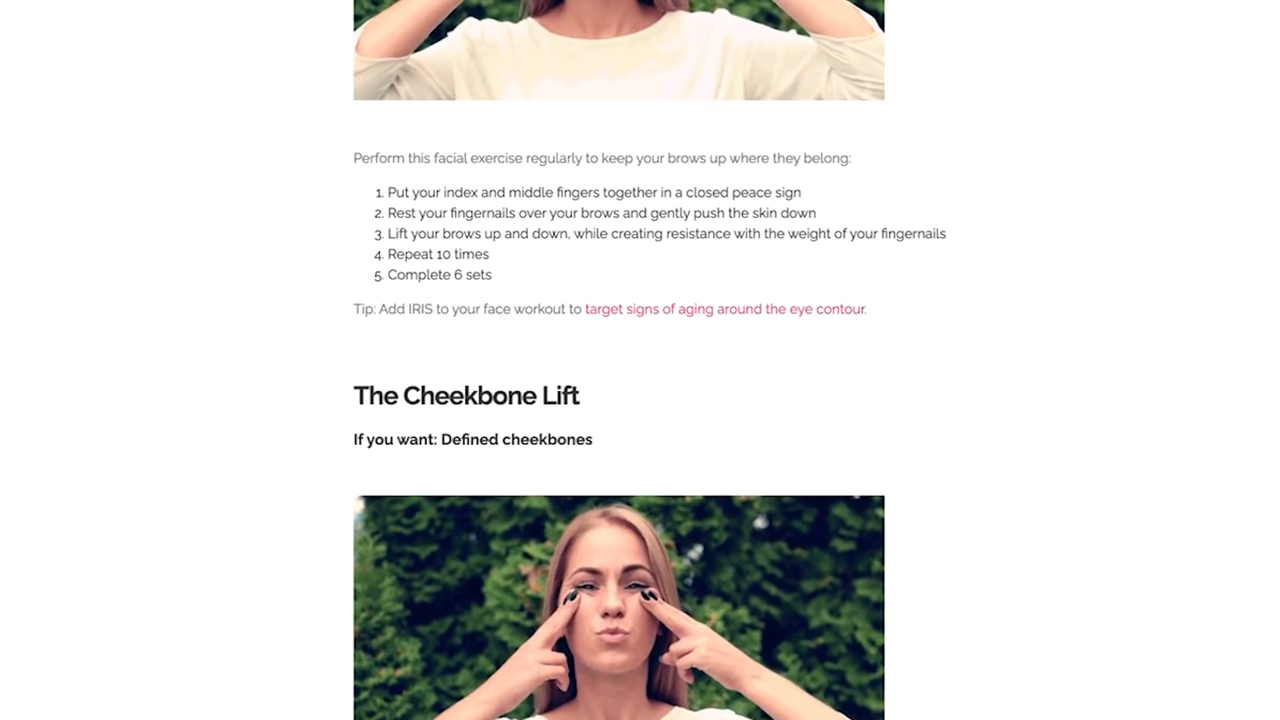 Perform this facial exercise regularly to keep your brows up where they belong:
1. Put your index and middle fingers together in a closed peace sign
2. Rest your fingernails over your brows and gently push the skin down
3. Lift your brows up and down, while creating resistance with the weight of your fingernails
4. Repeat 10 times
5. Complete 6 sets
Tip: Add IRIS to your face workout to target signs of aging around the eye contour.
The Cheekbone Lift
If you want: Defined cheekbones